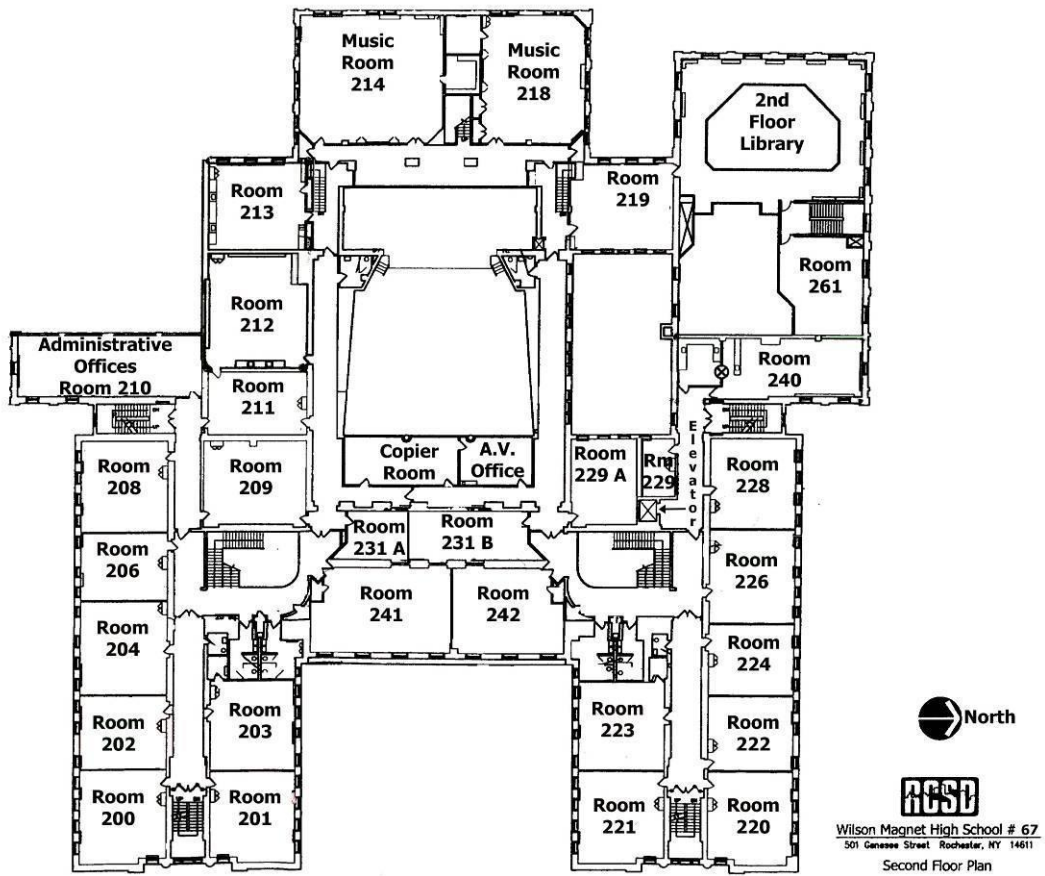 Music
Room
214
Music
Room
218
2nd
Floor
Library
Room
213
Room
219
Room
261
Room
212
Administrative
Offices
Room 210
Room
211
Room
240
Copier
Room
A.V.
Office
Room
229 A
Rm
229
Elevator
Room
208
Room
209
Room
228
Room
231 A
Room
231 B
Room
206
Room
226
Room
241
Room
242
Room
204
Room
224
Room
202
Room
203
Room
223
Room
222
Room
200
Room
201
Room
221
Room
220
North
RCSD
Wilson Magnet High School # 67
501 Genesee Street Rochester, NY 14611
Second Floor Plan